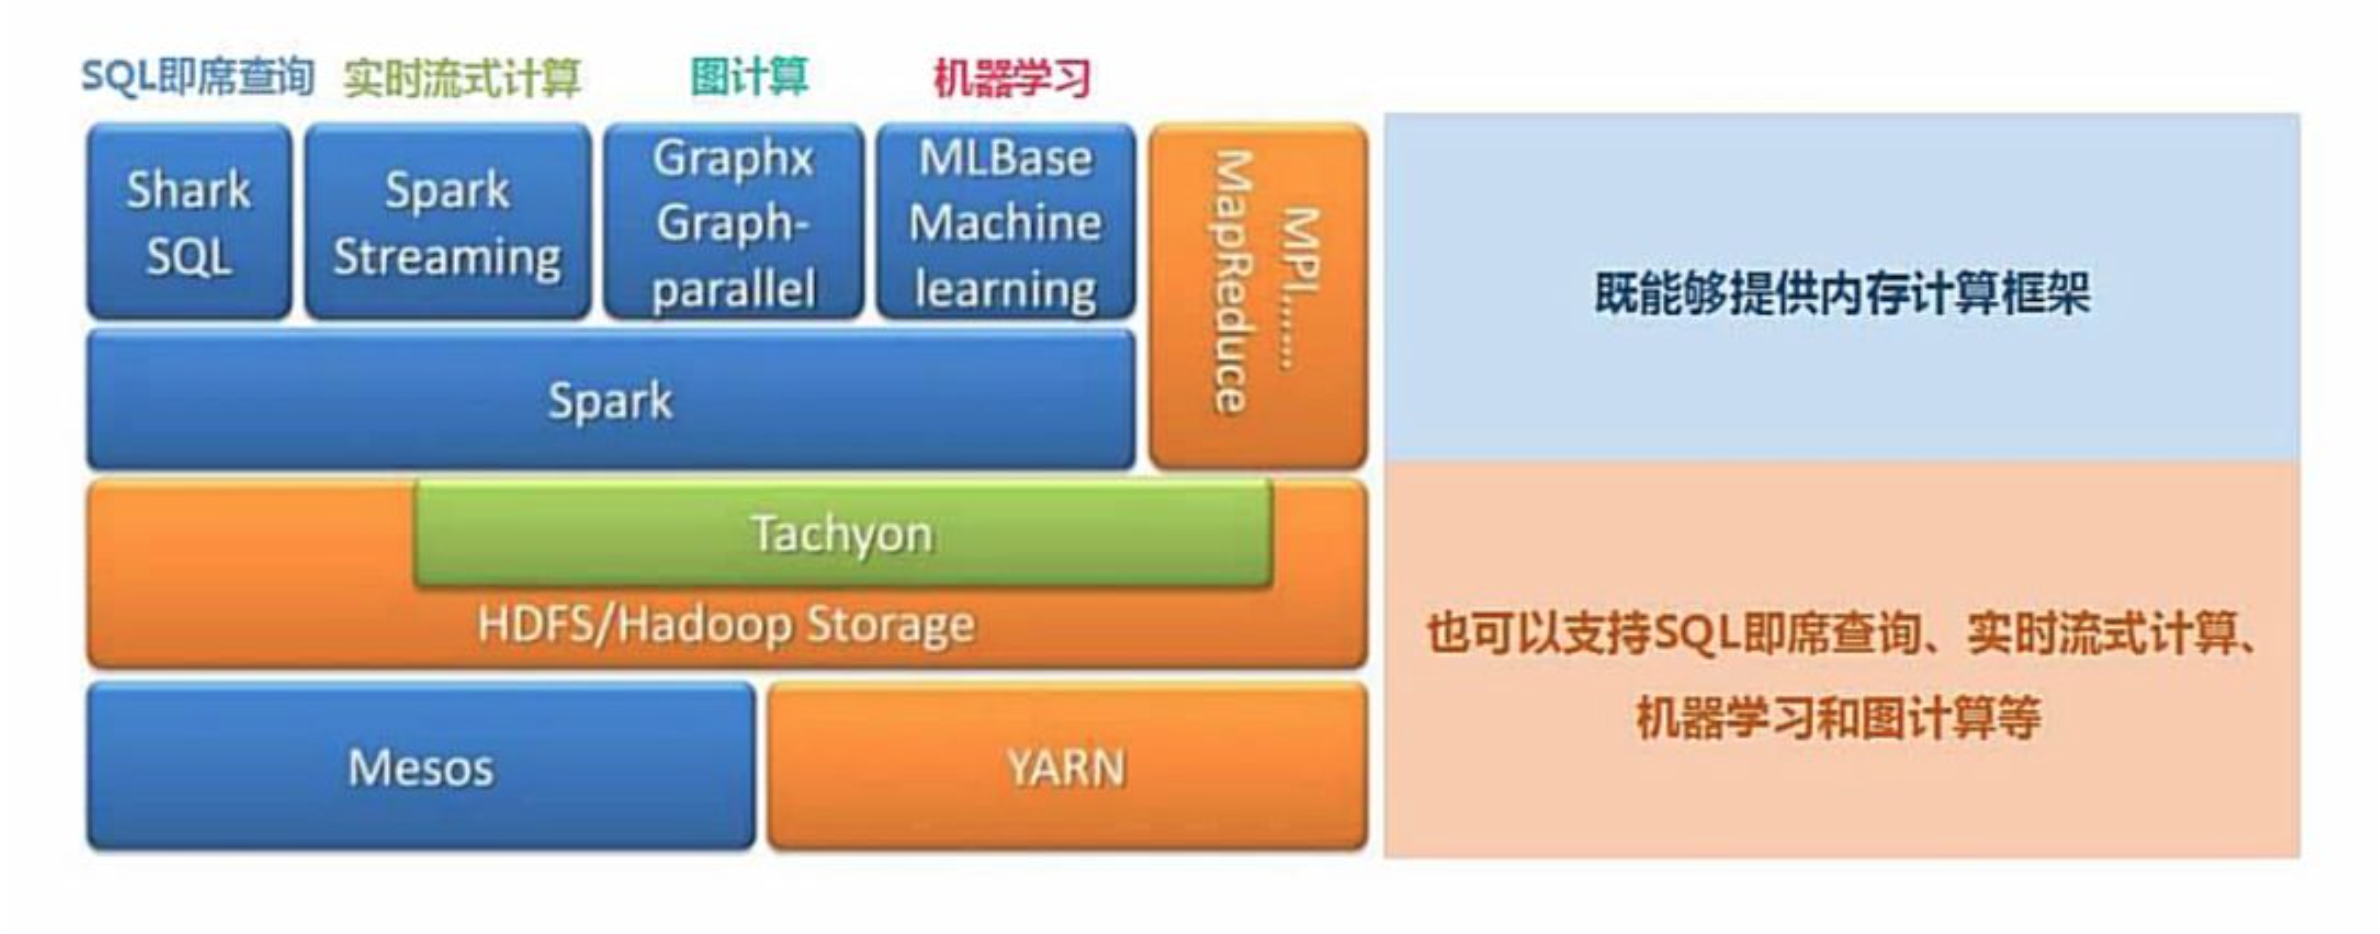 SQL即席查询 实时流式计算 图计算 机器学习
Shark
SQL
Spark
Streaming
Graphx
Graph-
parallel
MLBase
Machine
learning
MPI......
MapReduce
Spark
Tachyon
HDFS/Hadoop Storage
Mesos
YARN
既能够提供内存计算框架
也可以支持SQL即席查询、实时流式计算、
机器学习和图计算等